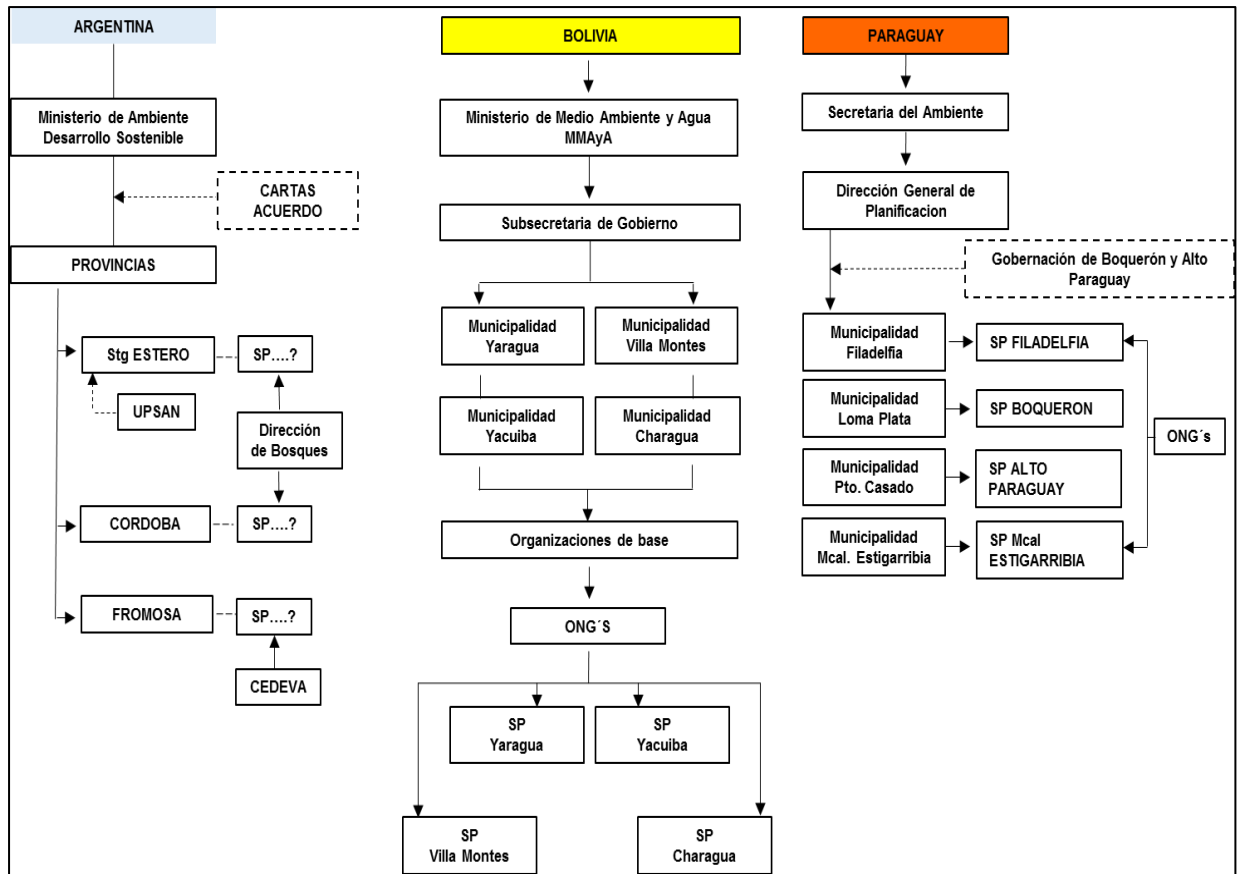 ARGENTINA
Ministerio de Ambiente
Desarrollo Sostenible
CARTAS
ACUERDO
PROVINCIAS
Stg ESTERO
SP....?
UPSAN
Dirección
de Bosques
CORDOBA
SP....?
FROMOSA
SP....?
CEDEVA
BOLIVIA
Ministerio de Medio Ambiente y Agua
MMAyA
Subsecretaria de Gobierno
Municipalidad
Yaragua
Municipalidad
Villa Montes
Municipalidad
Yacuiba
Municipalidad
Charagua
Organizaciones de base
ONG´S
SP
Yaragua
SP
Yacuiba
SP
Villa Montes
SP
Charagua
PARAGUAY
Secretaria del Ambiente
Dirección General de
Planificacion
Gobernación de Boquerón y Alto
Paraguay
Municipalidad
Filadelfia
SP FILADELFIA
Municipalidad
Loma Plata
SP BOQUERON
ONG´s
Municipalidad
Pto. Casado
SP ALTO
PARAGUAY
Municipalidad
Mcal. Estigarribia
SP Mcal
ESTIGARRIBIA